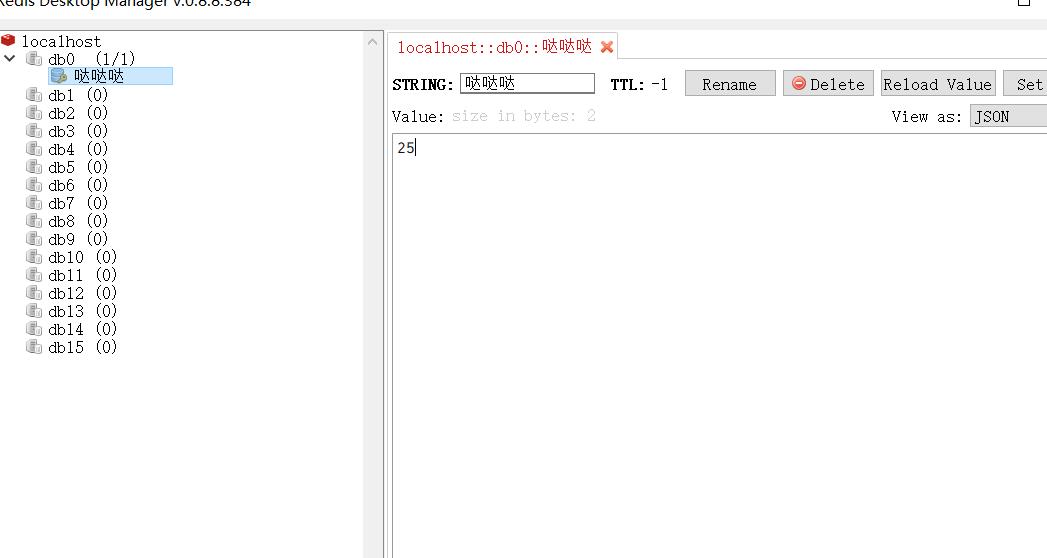 Redis Desktop Manager v.0.8.8.384
localhost
db0 (1/1)
哒哒哒
db1 (0)
db2 (0)
db3 (0)
db4 (0)
db5 (0)
db6 (0)
db7 (0)
db8 (0)
db9 (0)
db10 (0)
db11 (0)
db12 (0)
db13 (0)
db14 (0)
db15 (0)
localhost::db0::哒哒哒
STRING: 哒哒哒 TTL: -1 Rename Delete Reload Value Set
Value: size in bytes: 2 View as: JSON
25